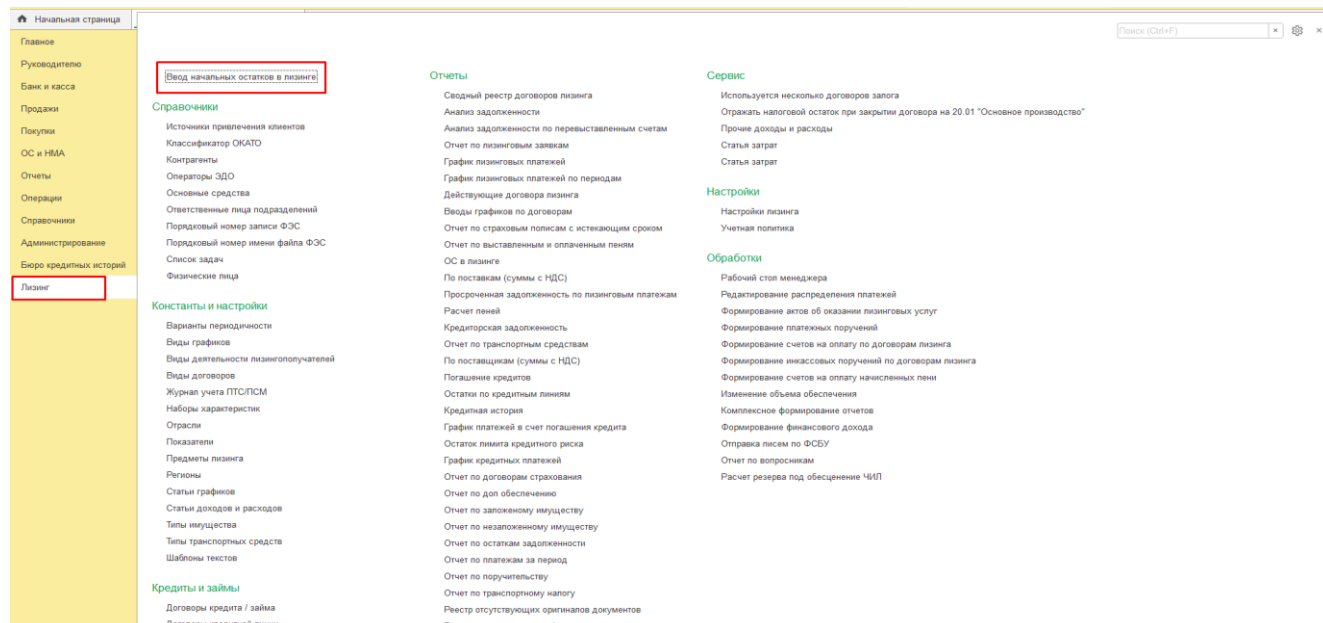 Начальная страница
Поиск (Ctrl+F)
Главное
Руководителю
Банк и касса
Продажи
Покупки
ОС и НМА
Отчеты
Операции
Справочники
Администрирование
Бюро кредитных историй
Лизинг
Ввод начальных остатков в лизинге
Справочники
Источники привлечения клиентов
Классификатор ОКАТО
Контрагенты
Операторы ЭДО
Основные средства
Ответственные лица подразделений
Порядковый номер записи ФЭС
Порядковый номер имени файла ФЭС
Список задач
Физические лица
Константы и настройки
Варианты периодичности
Виды графиков
Виды деятельности лизингополучателей
Виды договоров
Журнал учета ПТС/ПСМ
Наборы характеристик
Отрасли
Показатели
Предметы лизинга
Регионы
Статьи графиков
Статьи доходов и расходов
Типы имущества
Типы транспортных средств
Шаблоны текстов
Кредиты и займы
Договоры кредита / займа
Отчеты
Сводный реестр договоров лизинга
Анализ задолженности
Анализ задолженности по перевыставленным счетам
Отчет по лизинговым заявкам
График лизинговых платежей
График лизинговых платежей по периодам
Действующие договора лизинга
Вводы графиков по договорам
Отчет по страховым полисам с истекающим сроком
Отчет по выставленным и оплаченным пеням
ОС в лизинге
По поставкам (суммы с НДС)
Просроченная задолженность по лизинговым платежам
Расчет пеней
Кредиторская задолженность
Отчет по транспортным средствам
По поставщикам (суммы с НДС)
Погашение кредитов
Остатки по кредитным линиям
Кредитная история
График платежей в счет погашения кредита
Остаток лимита кредитного риска
График кредитных платежей
Отчет по договорам страхования
Отчет по доп обеспечению
Отчет по заложеному имуществу
Отчет по незаложенному имуществу
Отчет по остаткам задолженности
Отчет по платежам за период
Отчет по поручительству
Отчет по транспортному налогу
Реестр отсутствующих оригиналов документов
Сервис
Используется несколько договоров залога
Отражать налоговой остаток при закрытии договора на 20.01 "Основное производство"
Прочие доходы и расходы
Статья затрат
Статья затрат
Настройки
Настройки лизинга
Учетная политика
Обработки
Рабочий стол менеджера
Редактирование распределения платежей
Формирование актов об оказании лизинговых услуг
Формирование платежных поручений
Формирование счетов на оплату по договорам лизинга
Формирование инкассовых поручений по договорам лизинга
Формирование счетов на оплату начисленных пени
Изменение объема обеспечения
Комплексное формирование отчетов
Формирование финансового дохода
Отправка писем по ФСБУ
Отчет по вопросникам
Расчет резерва под обесценение ЧИЛ